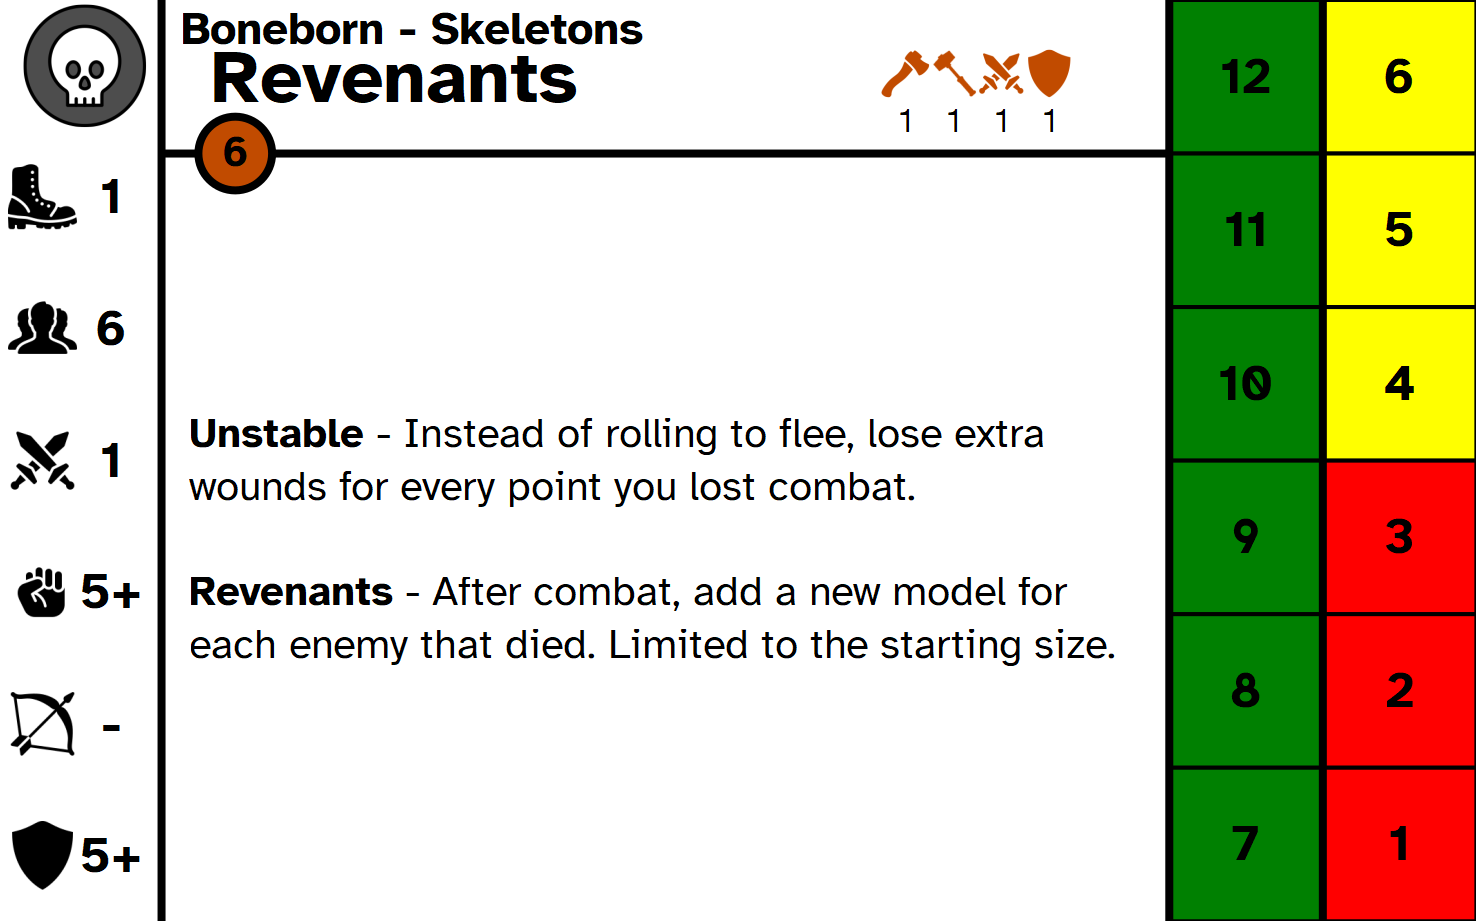 Boneborn - Skeletons
Revenants
1 1 1 1
6
1
6
1
5+
-
5+
Unstable - Instead of rolling to flee, lose extra
wounds for every point you lost combat.
Revenants - After combat, add a new model for
each enemy that died. Limited to the starting size.
12 6
11 5
10 4
9 3
8 2
7 1